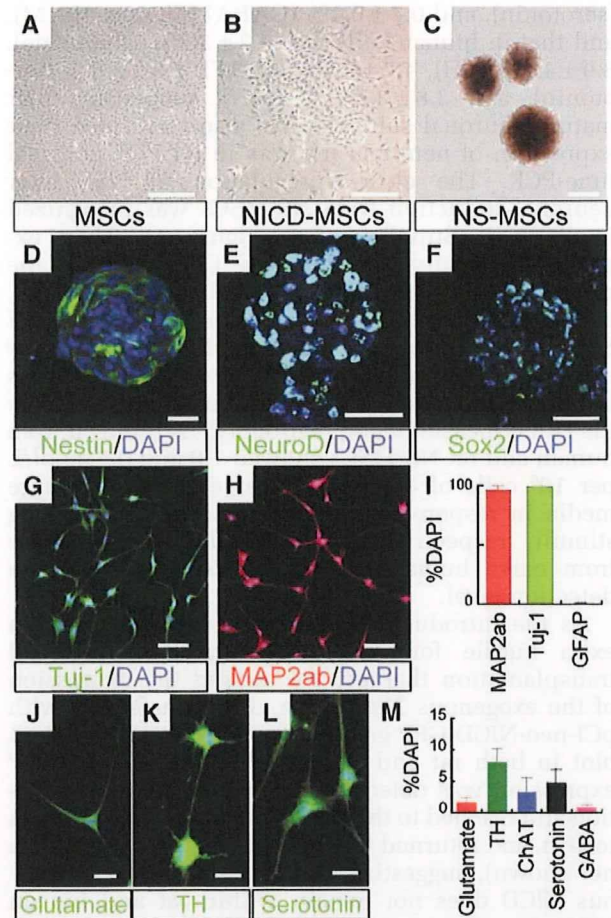 A B C
MSCs NICD-MSCs NS-MSCs
D E F
Nestin/DAPI NeuroD/DAPI Sox2/DAPI
G H I
100
%DAPI
0
MAP2ab
Tuj-1
GFAP
Tuj-1/DAPI MAP2ab/DAPI
J K L M
15
10
5
0
%DAPI
Glutamate
TH
ChAT
Serotonin
GABA
Glutamate TH Serotonin